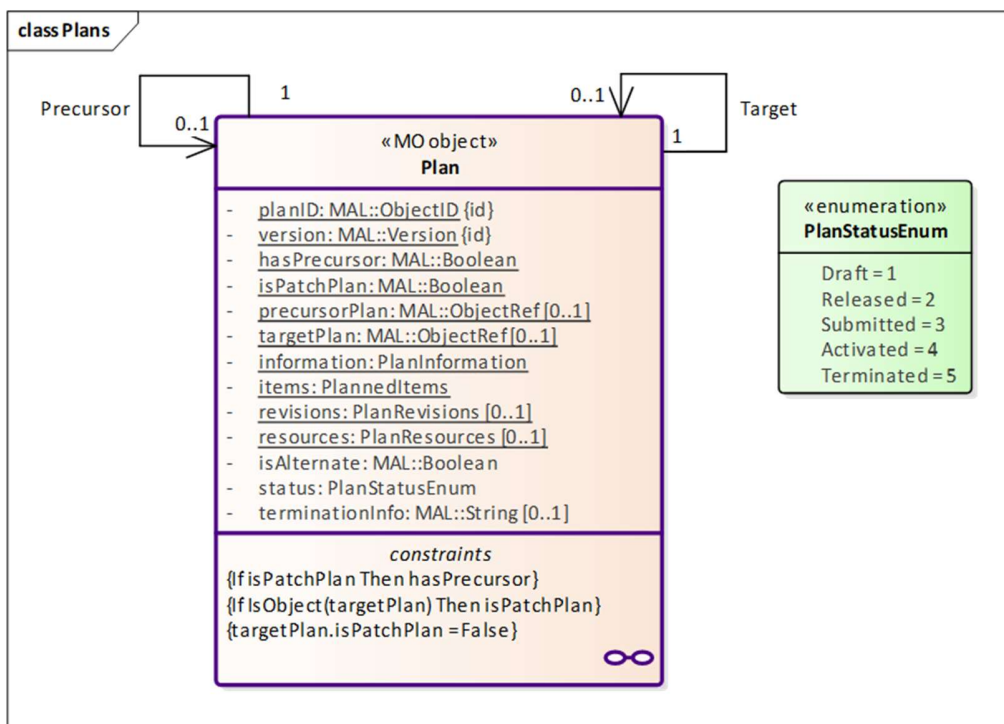 class Plans
Precursor
1
0..1
0..1
Target
1
«MO object»
Plan
- planID: MAL::ObjectID {id}
- version: MAL::Version {id}
- hasPrecursor: MAL::Boolean
- isPatchPlan: MAL::Boolean
- precursorPlan: MAL::ObjectRef [0..1]
- targetPlan: MAL::ObjectRef [0..1]
- information: PlanInformation
- items: PlannedItems
- revisions: PlanRevisions [0..1]
- resources: PlanResources [0..1]
- isAlternate: MAL::Boolean
- status: PlanStatusEnum
- terminationInfo: MAL::String [0..1]
constraints
{If isPatchPlan Then hasPrecursor}
{If IsObject(targetPlan) Then isPatchPlan}
{targetPlan.isPatchPlan = False}
«enumeration»
PlanStatusEnum
Draft = 1
Released = 2
Submitted = 3
Activated = 4
Terminated = 5